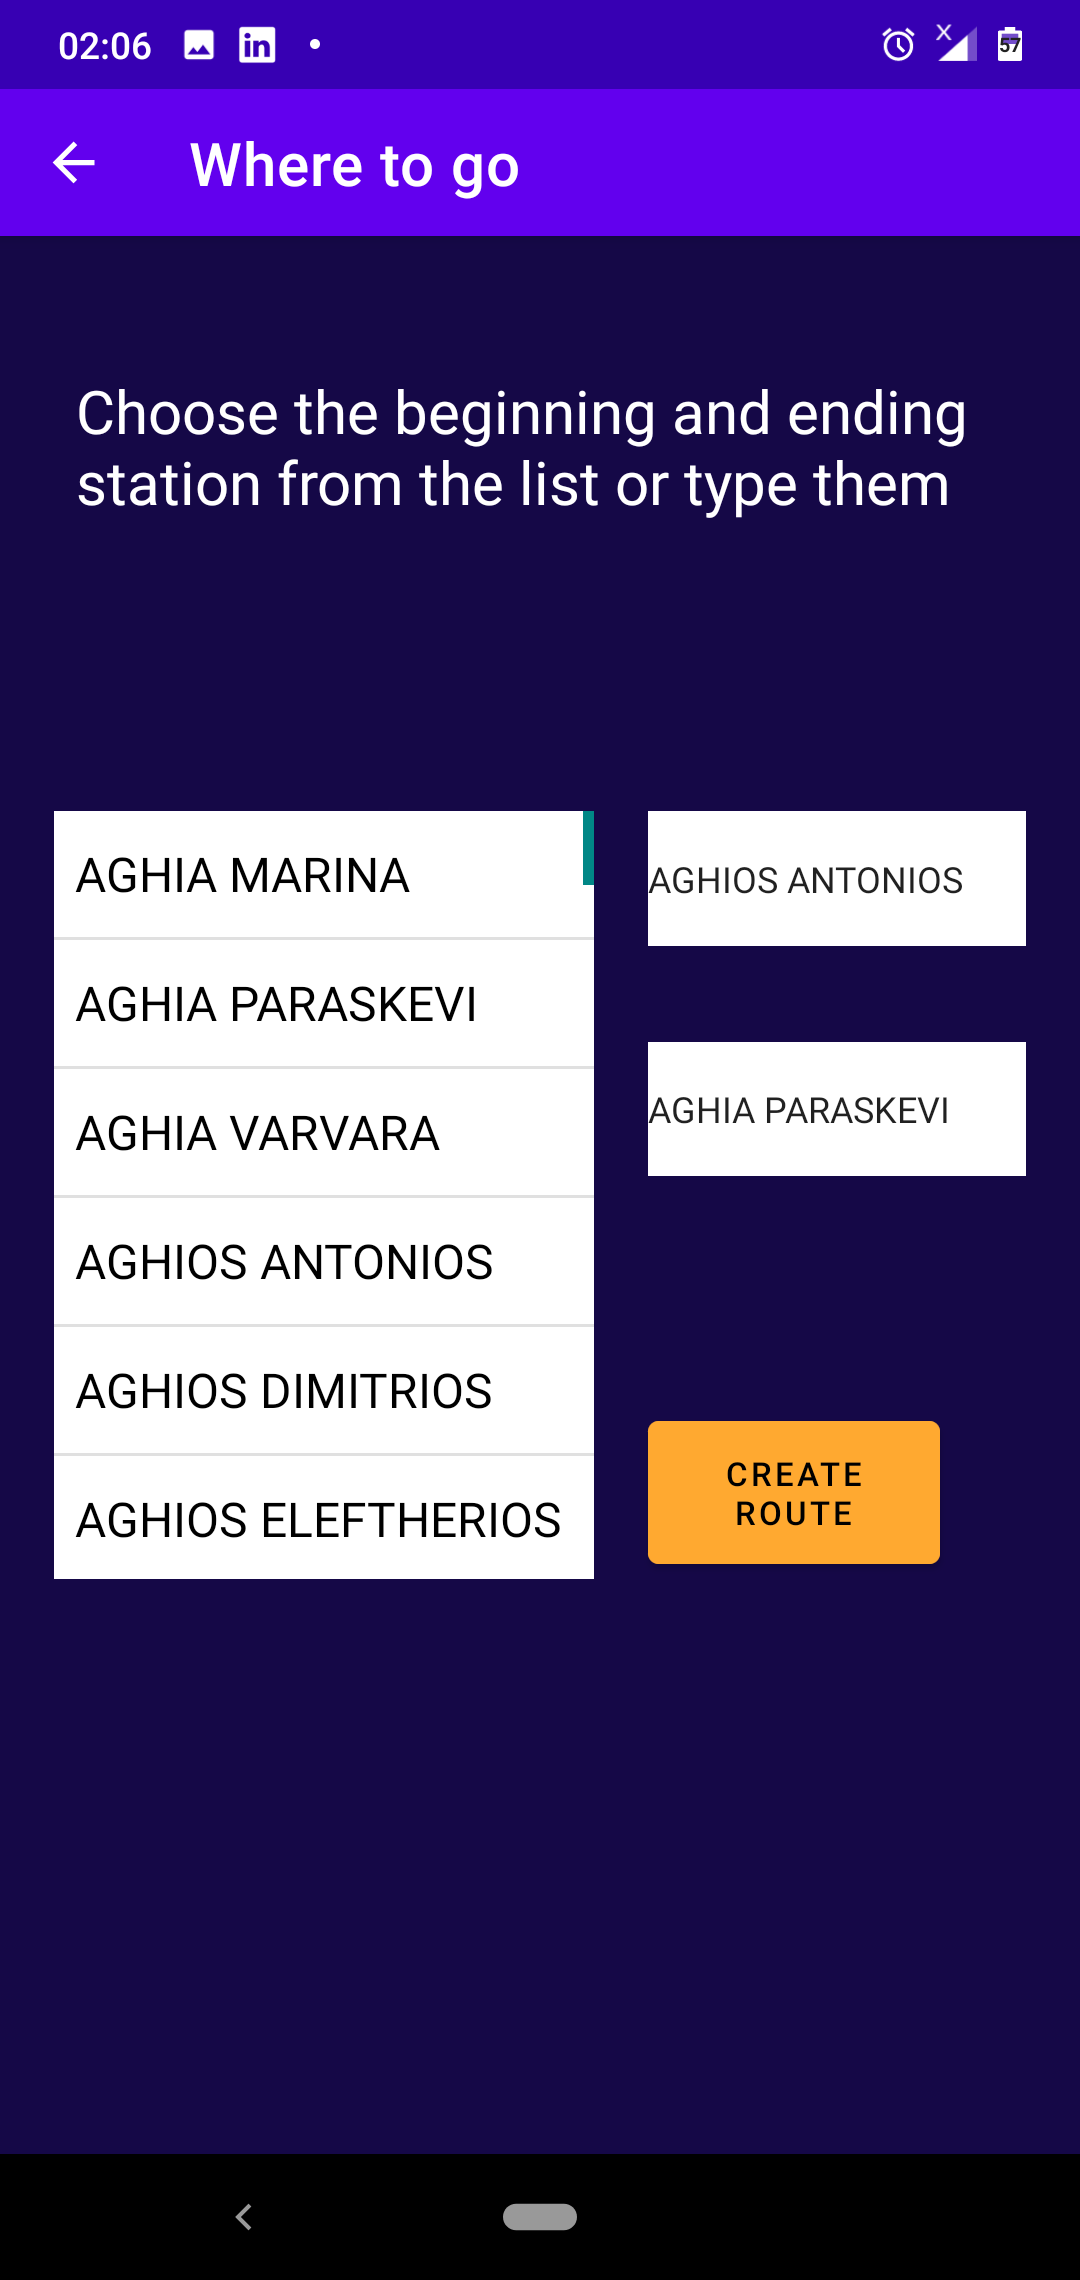 02:06
in
X
57
Where to go
Choose the beginning and ending
station from the list or type them
AGHIA MARINA
AGHIA PARASKEVI
AGHIA VARVARA
AGHIOS ANTONIOS
AGHIOS DIMITRIOS
AGHIOS ELEFTHERIOS
AGHIOS ANTONIOS
AGHIA PARASKEVI
CREATE
ROUTE